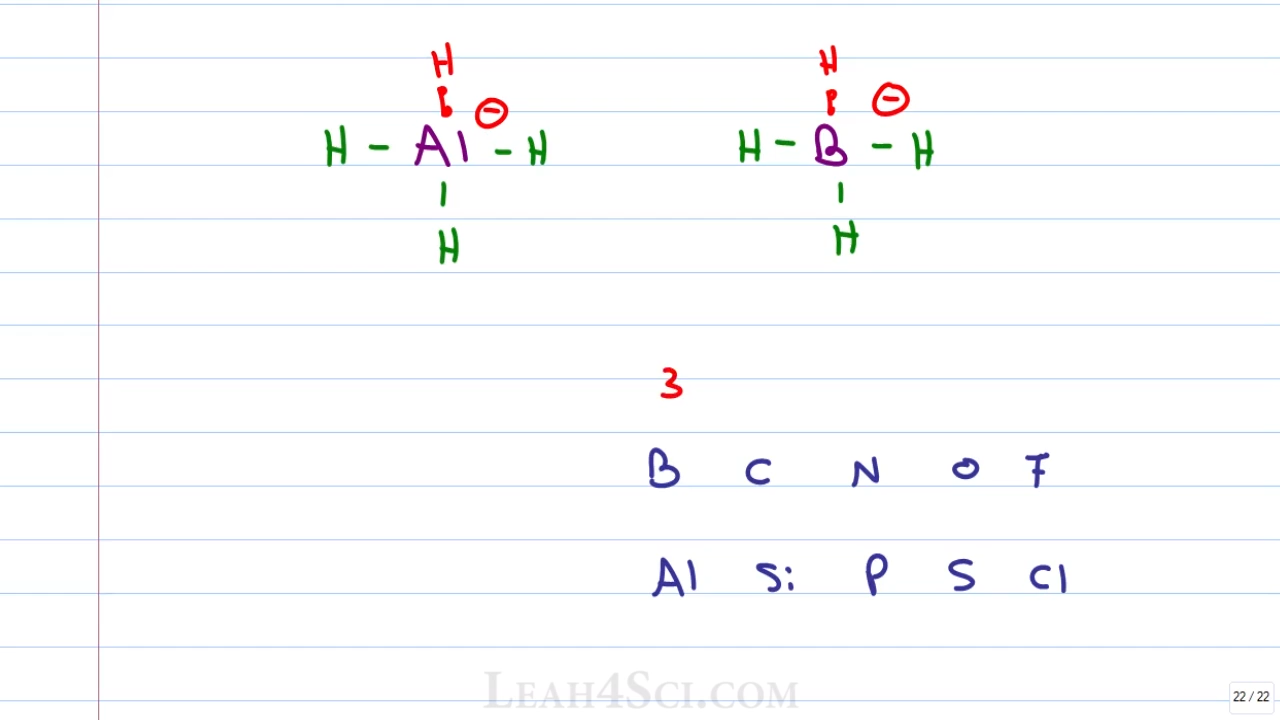 H H
⊖ ⊖
H - Al - H H - B - H
H H
3
B C N O F
Al Si P S Cl
LEAH4SCI.COM
22 / 22